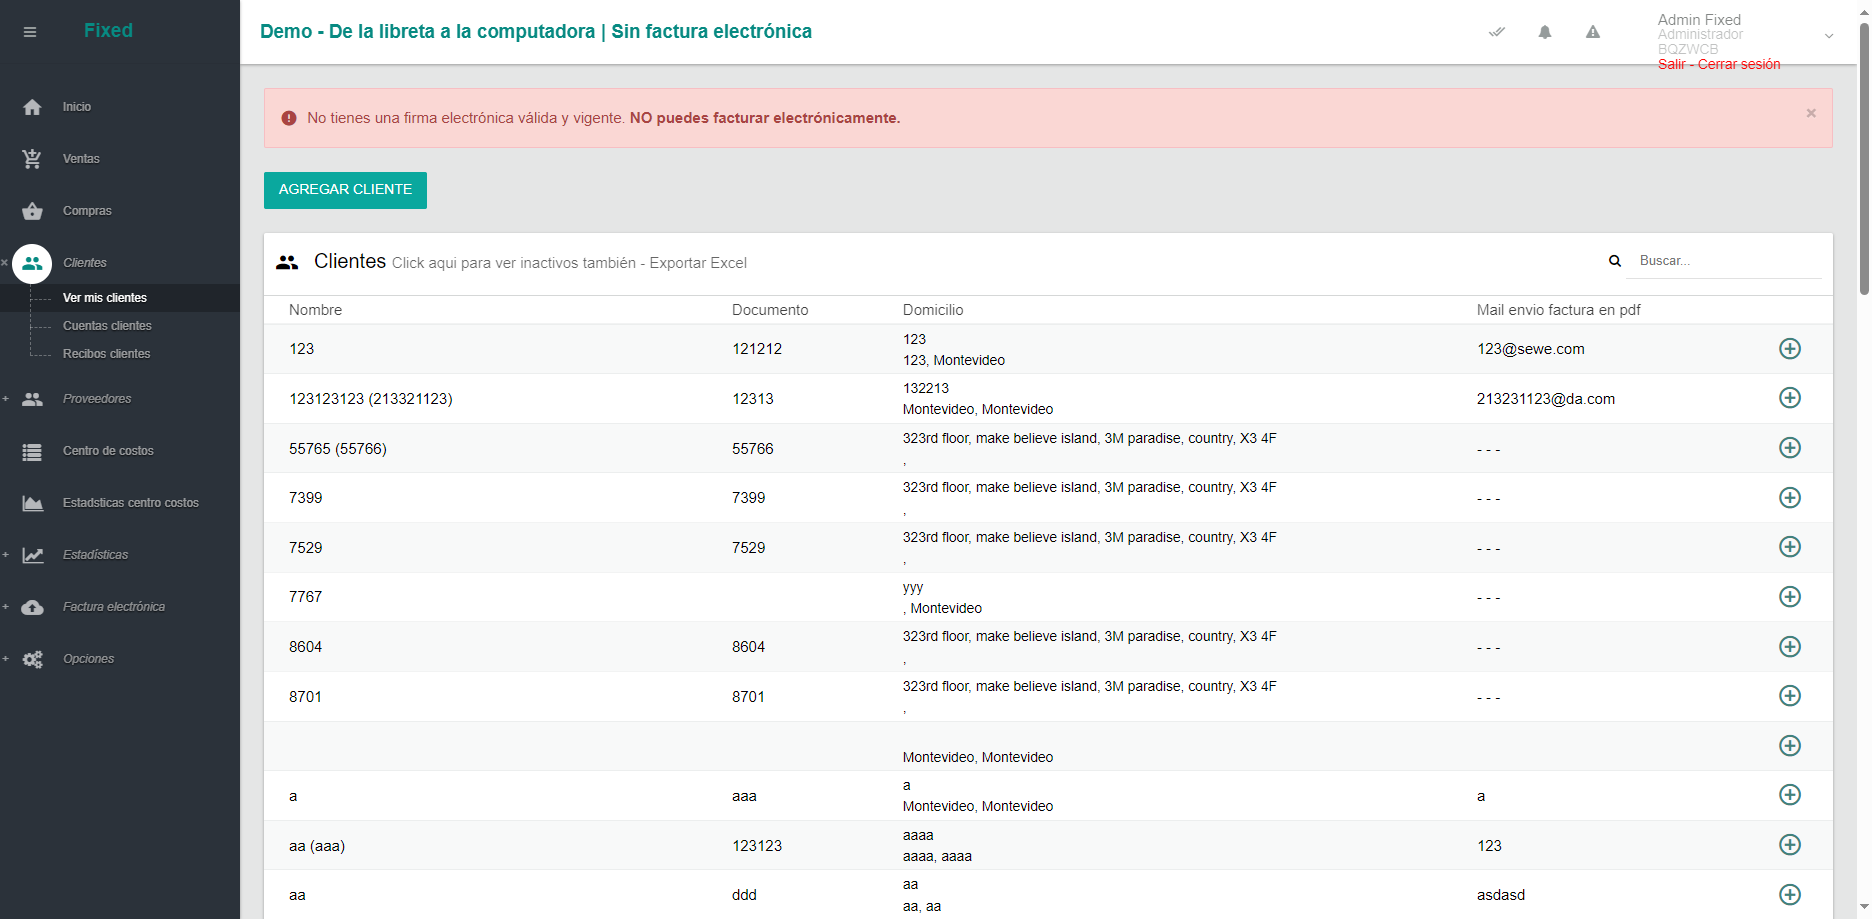 Fixed
Demo - De la libreta a la computadora | Sin factura electrónica
Admin Fixed
Administrador
BQZWCB
Salir - Cerrar sesión
Inicio
Ventas
Compras
Clientes
Ver mis clientes
Cuentas clientes
Recibos clientes
Proveedores
Centro de costos
Estadsticas centro costos
Estadísticas
Factura electrónica
Opciones
No tienes una firma electrónica válida y vigente. NO puedes facturar electrónicamente.
×
AGREGAR CLIENTE
Clientes Click aqui para ver inactivos también - Exportar Excel
Buscar...
Nombre Documento Domicilio Mail envio factura en pdf
123 121212 123 123@sewe.com
123, Montevideo
123123123 (213321123) 12313 132213 213231123@da.com
Montevideo, Montevideo
55765 (55766) 55766 323rd floor, make believe island, 3M paradise, country, X3 4F - - -
,
7399 7399 323rd floor, make believe island, 3M paradise, country, X3 4F - - -
,
7529 7529 323rd floor, make believe island, 3M paradise, country, X3 4F - - -
,
7767 yyy - - -
, Montevideo
8604 8604 323rd floor, make believe island, 3M paradise, country, X3 4F - - -
,
8701 8701 323rd floor, make believe island, 3M paradise, country, X3 4F - - -
,
Montevideo, Montevideo
a aaa a a
Montevideo, Montevideo
aa (aaa) 123123 aaaa 123
aaaa, aaaa
aa ddd aa asdasd
aa, aa